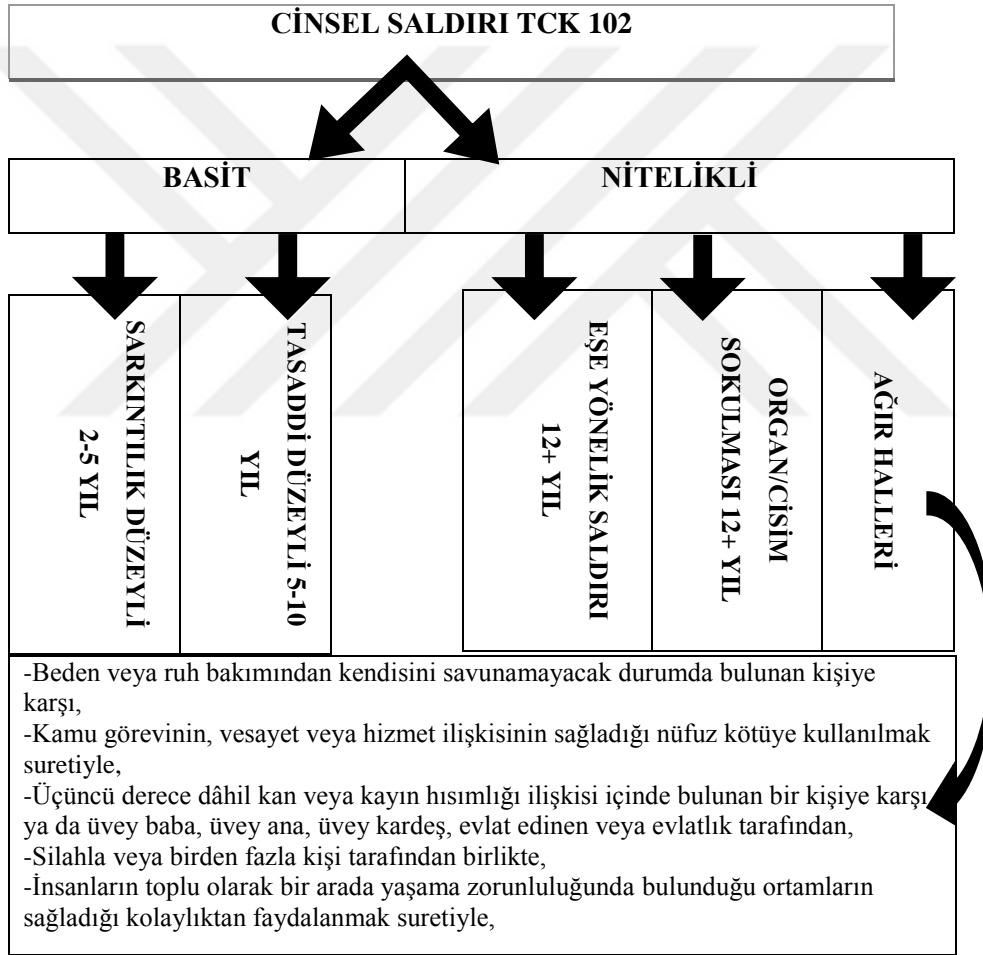 CİNSEL SALDIRI TCK 102
BASİT
NİTELİKLİ
SARKINTILIK DÜZEYLİ
2-5 YIL
TASADDİ DÜZEYLİ 5-10
YIL
EŞE YÖNELİK SALDIRI
12+ YIL
ORGAN/CİSİM
SOKULMASI 12+ YIL
AĞIR HALLERİ
-Beden veya ruh bakımından kendisini savunamayacak durumda bulunan kişiye
karşı,
-Kamu görevinin, vesayet veya hizmet ilişkisinin sağladığı nüfuz kötüye kullanılmak
suretiyle,
-Üçüncü derece dâhil kan veya kayın hısımlığı ilişkisi içinde bulunan bir kişiye karşı
ya da üvey baba, üvey ana, üvey kardeş, evlat edinen veya evlatlık tarafından,
-Silahla veya birden fazla kişi tarafından birlikte,
-İnsanların toplu olarak bir arada yaşama zorunluluğunda bulunduğu ortamların
sağladığı kolaylıktan faydalanmak suretiyle,